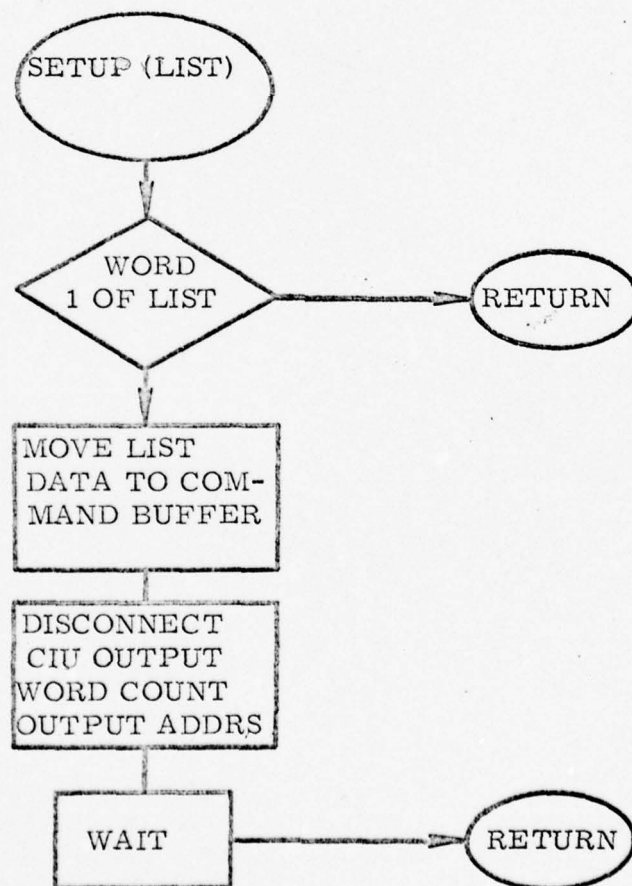 SETUP (LIST)
WORD
1 OF LIST
RETURN
MOVE LIST
DATA TO COM-
MAND BUFFER
DISCONNECT
CIU OUTPUT
WORD COUNT
OUTPUT ADDRS
WAIT
RETURN